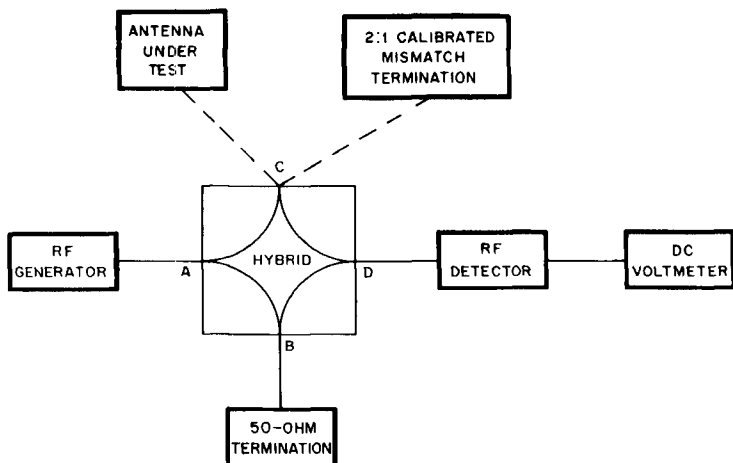 ANTENNA
UNDER
TEST
2:1 CALIBRATED
MISMATCH
TERMINATION
C
RF
GENERATOR
A
HYBRID
D
RF
DETECTOR
DC
VOLTMETER
B
50-OHM
TERMINATION